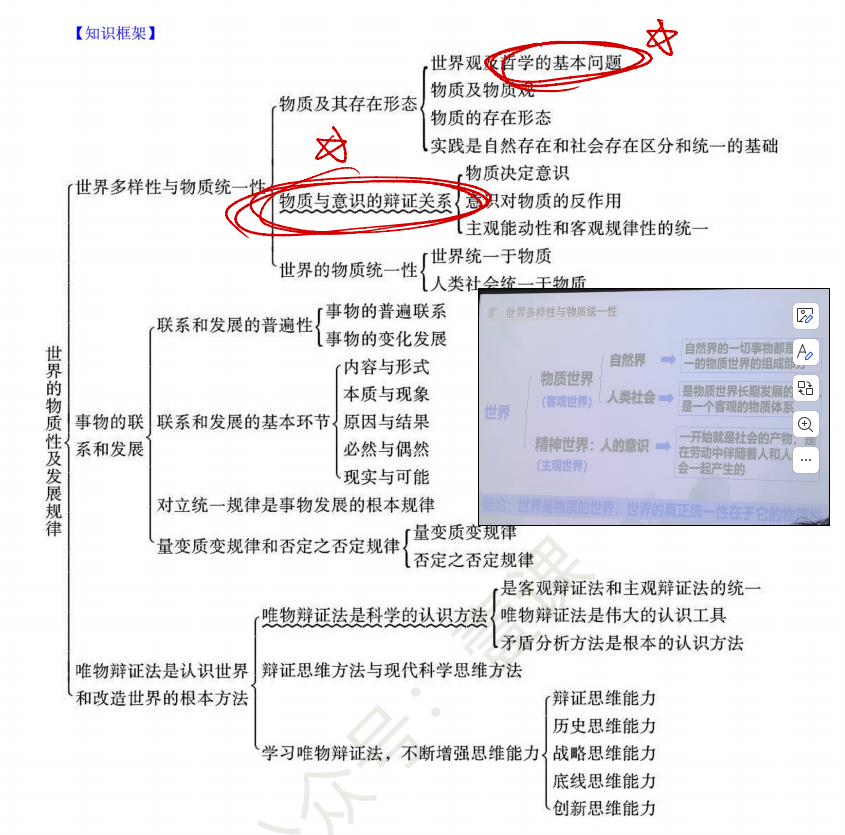 【知识框架】
世界观及哲学的基本问题
物质及其存在形态
物质及物质观
物质的存在形态
实践是自然存在和社会存在区分和统一的基础
世界多样性与物质统一性
物质决定意识
物质与意识的辩证关系
意识对物质的反作用
主观能动性和客观规律性的统一
世界的物质统一性
世界统一于物质
人类社会统一于物质
世界的物质性及发展规律
事物的联
系和发展
联系和发展的普遍性
事物的普遍联系
事物的变化发展
联系和发展的基本环节
内容与形式
本质与现象
原因与结果
必然与偶然
现实与可能
对立统一规律是事物发展的根本规律
量变质变规律和否定之否定规律
量变质变规律
否定之否定规律
唯物辩证法是认识世界
和改造世界的根本方法
唯物辩证法是科学的认识方法
是客观辩证法和主观辩证法的统一
唯物辩证法是伟大的认识工具
矛盾分析方法是根本的认识方法
辩证思维方法与现代科学思维方法
学习唯物辩证法，不断增强思维能力
辩证思维能力
历史思维能力
战略思维能力
底线思维能力
创新思维能力
世界多样性与物质统一性
世界
物质世界
(客观世界)
自然界
自然界的一切事物都是
一的物质世界的组成部分
人类社会
是物质世界长期发展的
是一个客观的物质体系
精神世界：人的意识
(主观世界)
一开始就是社会的产物，是
在劳动中伴随着人和人
会一起产生的
结论：世界是物质的世界，世界的真正统一性在于它的物质性
公众号：
课